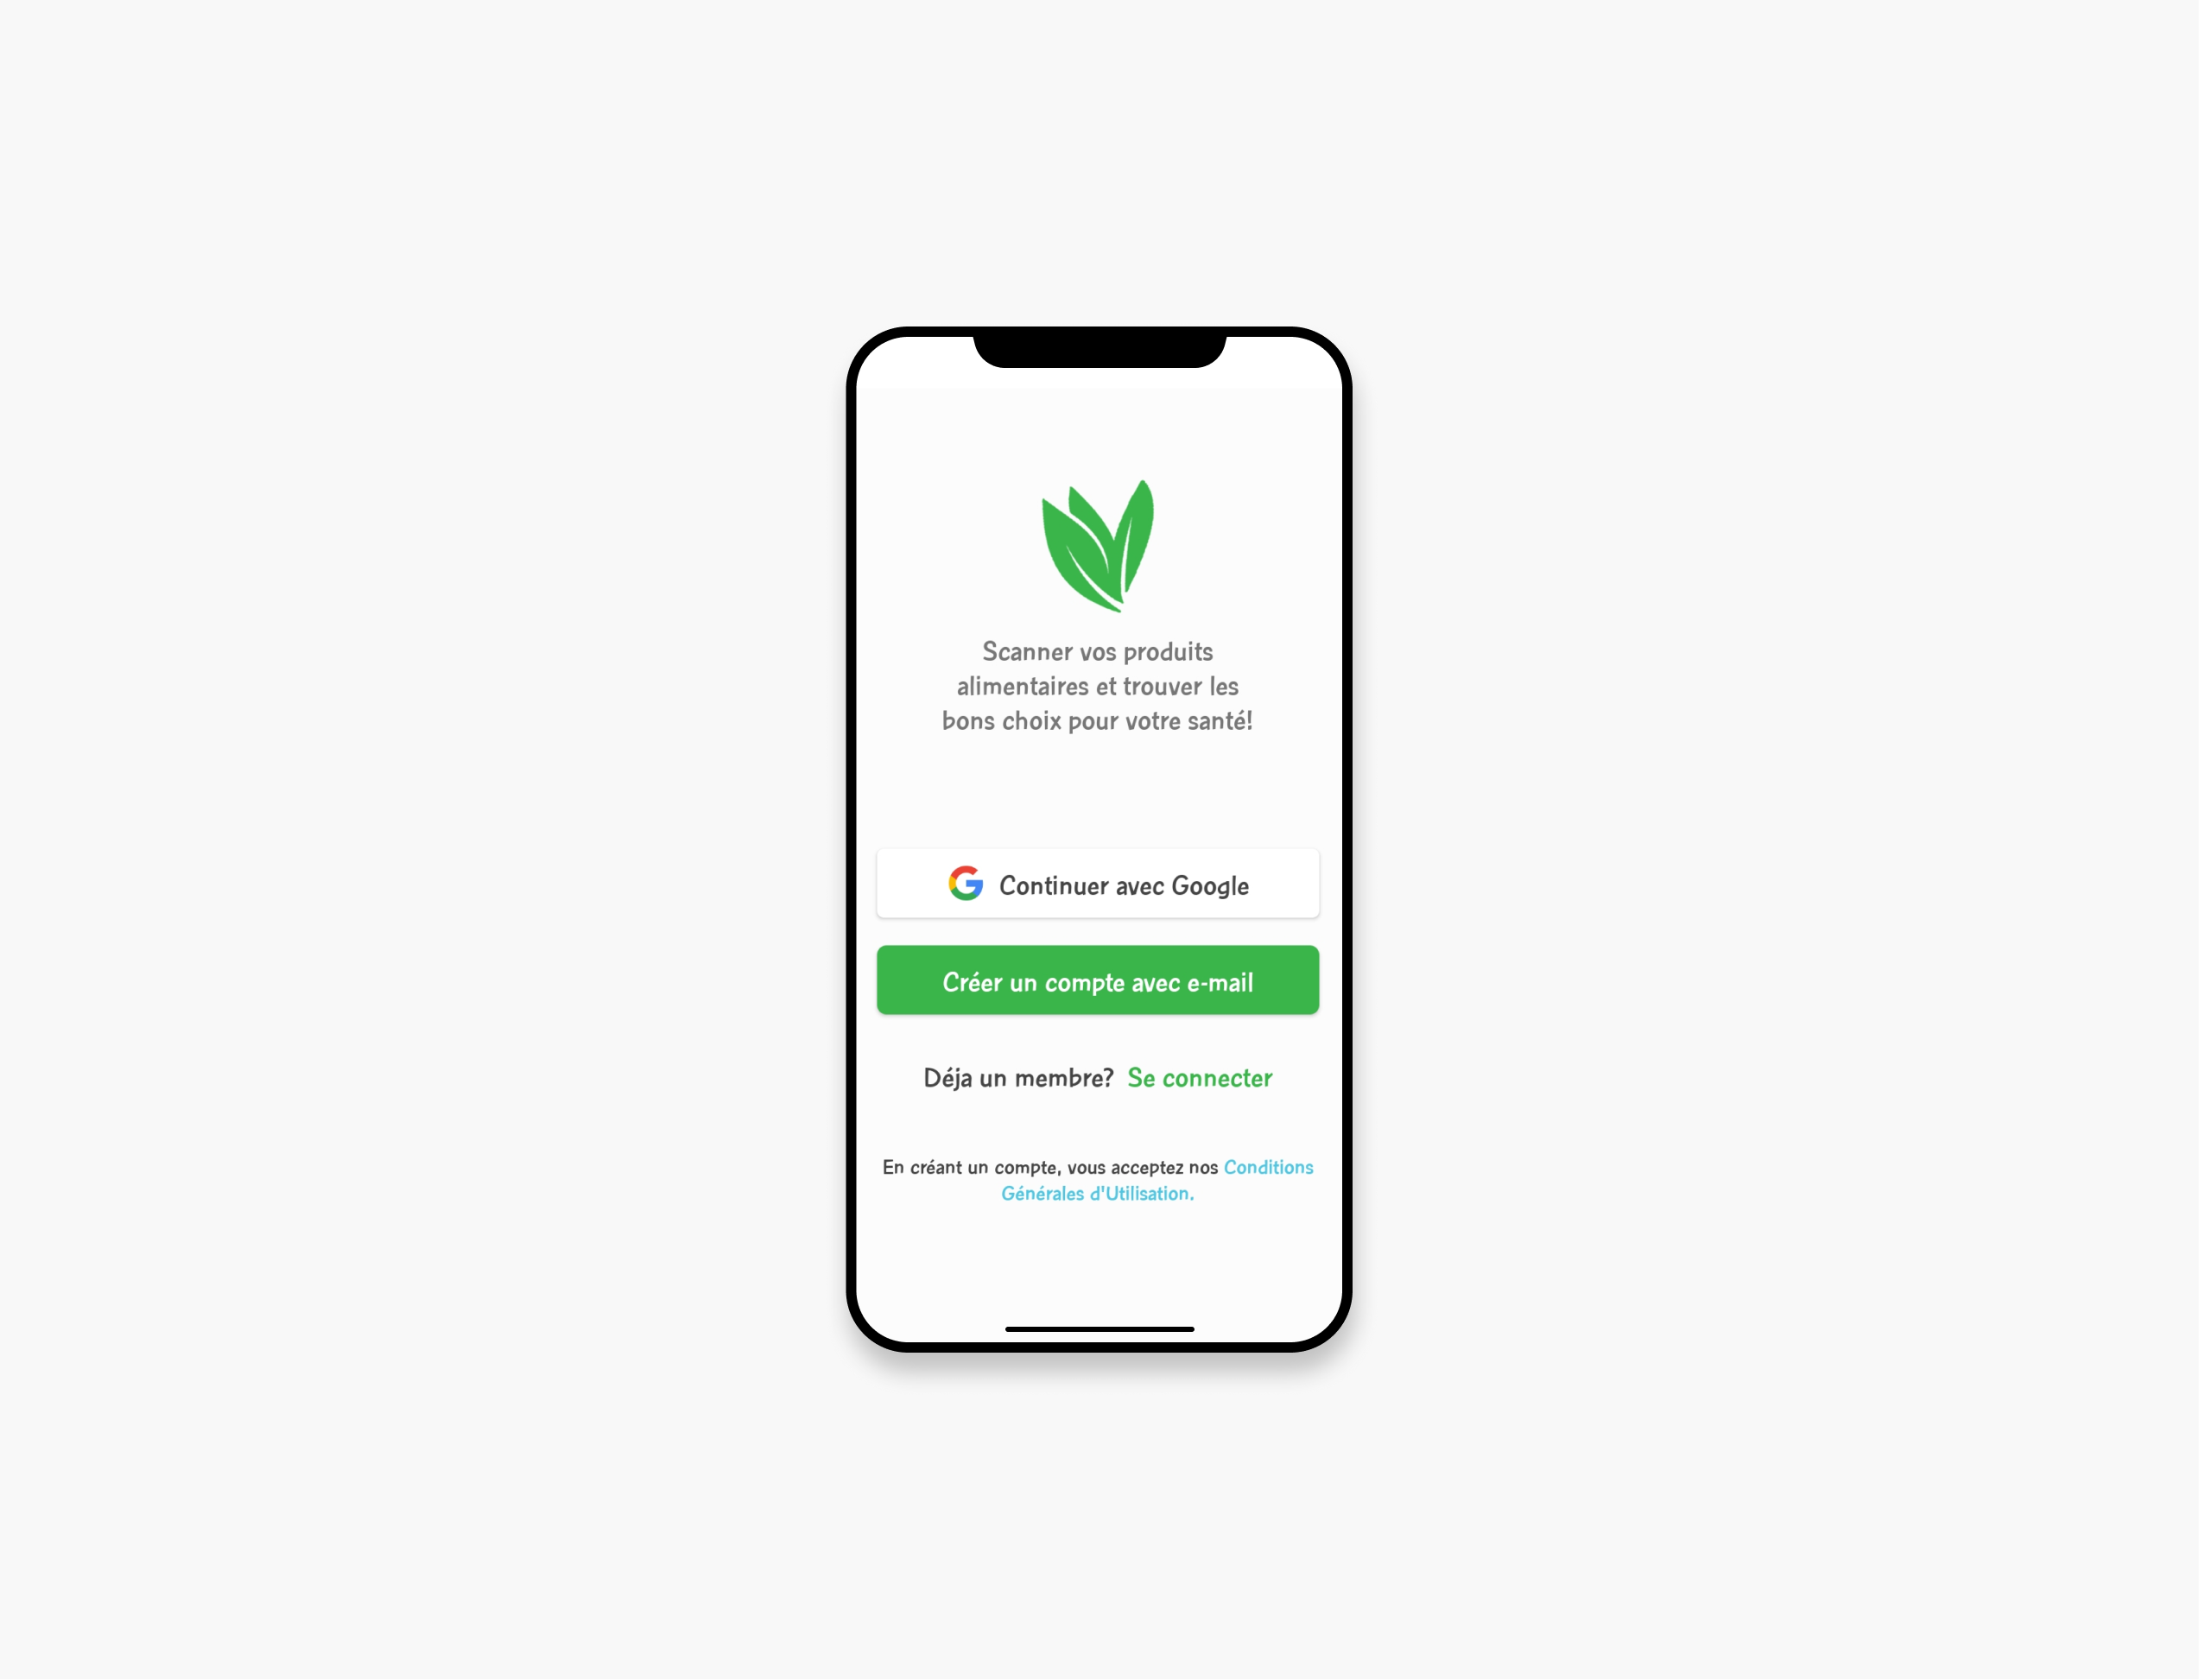 Scanner vos produits
alimentaires et trouver les
bons choix pour votre santé!
Continuer avec Google
Créer un compte avec e-mail
Déja un membre? Se connecter
En créant un compte, vous acceptez nos Conditions
Générales d'Utilisation.